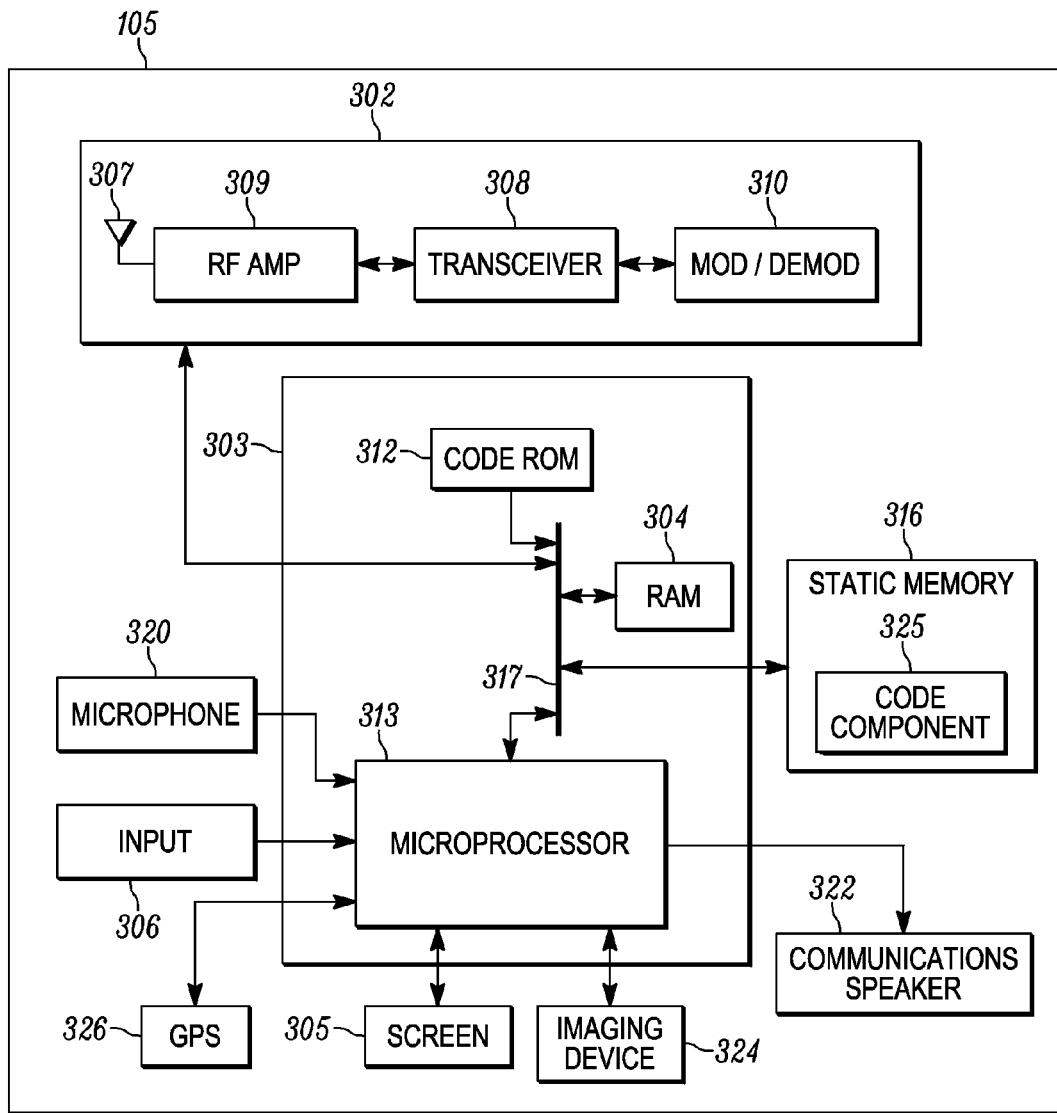 105
302
307
309
308
310
RF AMP
TRANSCEIVER
MOD / DEMOD
303
312
CODE ROM
304
RAM
316
STATIC MEMORY
325
CODE
COMPONENT
317
320
MICROPHONE
313
MICROPROCESSOR
INPUT
306
322
COMMUNICATIONS
SPEAKER
326
GPS
305
SCREEN
IMAGING
DEVICE
324